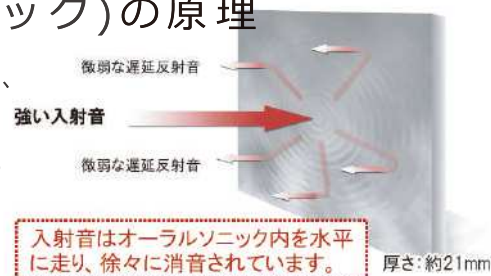 ック)の原理
微弱な遅延反射音
、
強い入射音
微弱な遅延反射音
入射音はオーラルソニック内を水平
に走り、徐々に消音されています。
厚さ:約21mm